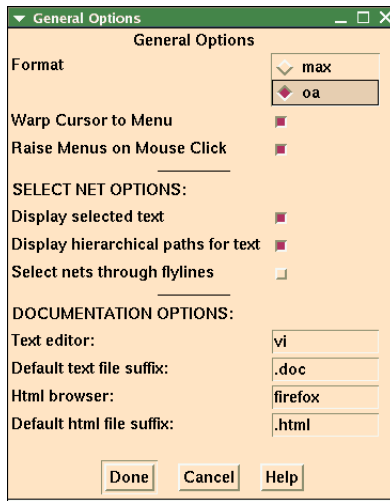 General Options
General Options
Format
max
oa
Warp Cursor to Menu
Raise Menus on Mouse Click
SELECT NET OPTIONS:
Display selected text
Display hierarchical paths for text
Select nets through flylines
DOCUMENTATION OPTIONS:
Text editor: vi
Default text file suffix: .doc
Html browser: firefox
Default html file suffix: .html
Done Cancel Help